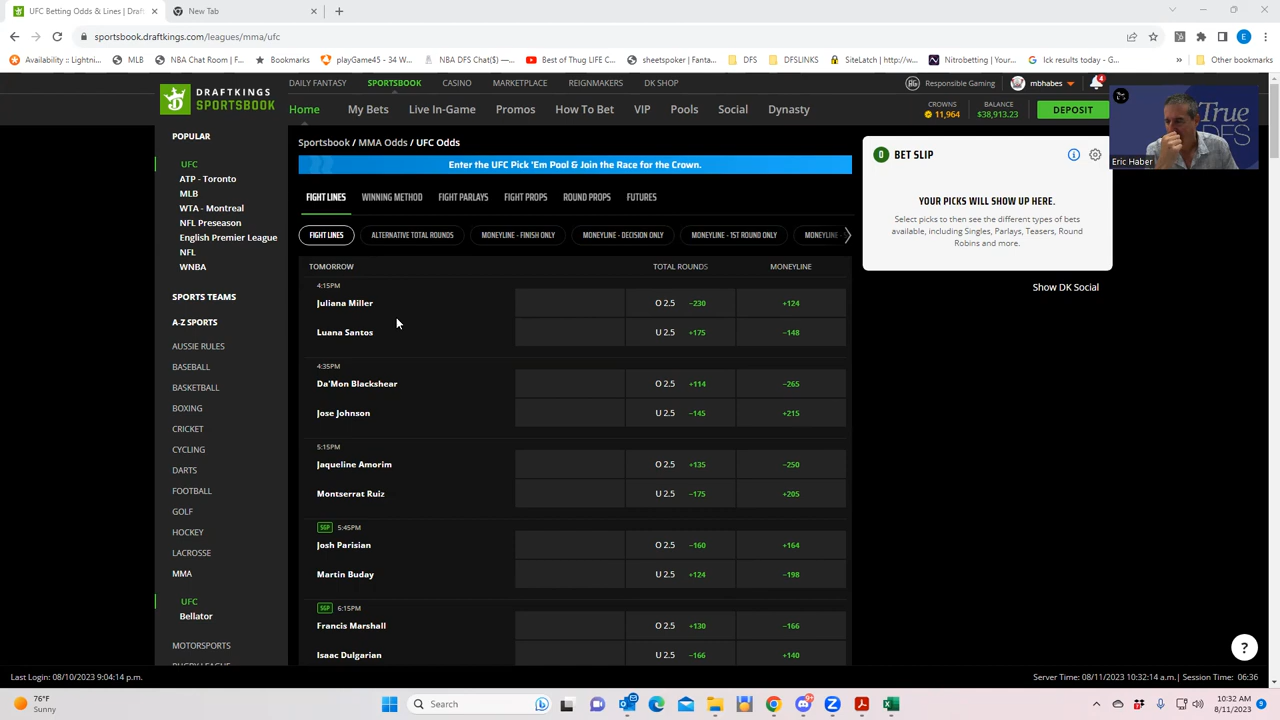 UFC Betting Odds & Lines | Draf
New Tab
sportsbook.draftkings.com/leagues/mma/ufc
Availability :: Lightni...
MLB
NBA Chat Room | F...
Bookmarks
playGame45 - 34 W...
NBA DFS Chat($) —...
Best of Thug LIFE C...
sheetspoker | Fanta...
DFS
DFSLINKS
SiteLatch | http://w...
Nitrobetting | Your...
Ick results today - G...
Other bookmarks
DAILY FANTASY
SPORTSBOOK
CASINO
MARKETPLACE
REIGNMAKERS
DK SHOP
Responsible Gaming
mbhabes
4
DRAFTKINGS
SPORTSBOOK
Home
My Bets
Live In-Game
Promos
How To Bet
VIP
Pools
Social
Dynasty
CROWNS
11,964
BALANCE
$38,913.23
DEPOSIT
True
DFS
Eric Haber
POPULAR
UFC
ATP - Toronto
MLB
WTA - Montreal
NFL Preseason
English Premier League
NFL
WNBA
SPORTS TEAMS
A-Z SPORTS
AUSSIE RULES
BASEBALL
BASKETBALL
BOXING
CRICKET
CYCLING
DARTS
FOOTBALL
GOLF
HOCKEY
LACROSSE
MMA
UFC
Bellator
MOTORSPORTS
RUGBY LEAGUE
Sportsbook / MMA Odds / UFC Odds
Enter the UFC Pick 'Em Pool & Join the Race for the Crown.
FIGHT LINES
WINNING METHOD
FIGHT PARLAYS
FIGHT PROPS
ROUND PROPS
FUTURES
FIGHT LINES
ALTERNATIVE TOTAL ROUNDS
MONEYLINE - FINISH ONLY
MONEYLINE - DECISION ONLY
MONEYLINE - 1ST ROUND ONLY
MONEYLINE -
TOMORROW
TOTAL ROUNDS
MONEYLINE
4:15PM
Juliana Miller
O 2.5 −230
+124
Luana Santos
U 2.5 +175
−148
4:35PM
Da'Mon Blackshear
O 2.5 +114
−265
Jose Johnson
U 2.5 −145
+215
5:15PM
Jaqueline Amorim
O 2.5 +135
−250
Montserrat Ruiz
U 2.5 −175
+205
SGP 5:45PM
Josh Parisian
O 2.5 −160
+164
Martin Buday
U 2.5 +124
−198
SGP 6:15PM
Francis Marshall
O 2.5 +130
−166
Isaac Dulgarian
U 2.5 −166
+140
0 BET SLIP
YOUR PICKS WILL SHOW UP HERE.
Select picks to then see the different types of bets
available, including Singles, Parlays, Teasers, Round
Robins and more.
Show DK Social
?
Last Login: 08/10/2023 9:04:14 p.m.
Server Time: 08/11/2023 10:32:14 a.m.| Session Time: 06:36
76°F
Sunny
Search
10:32 AM
8/11/2023